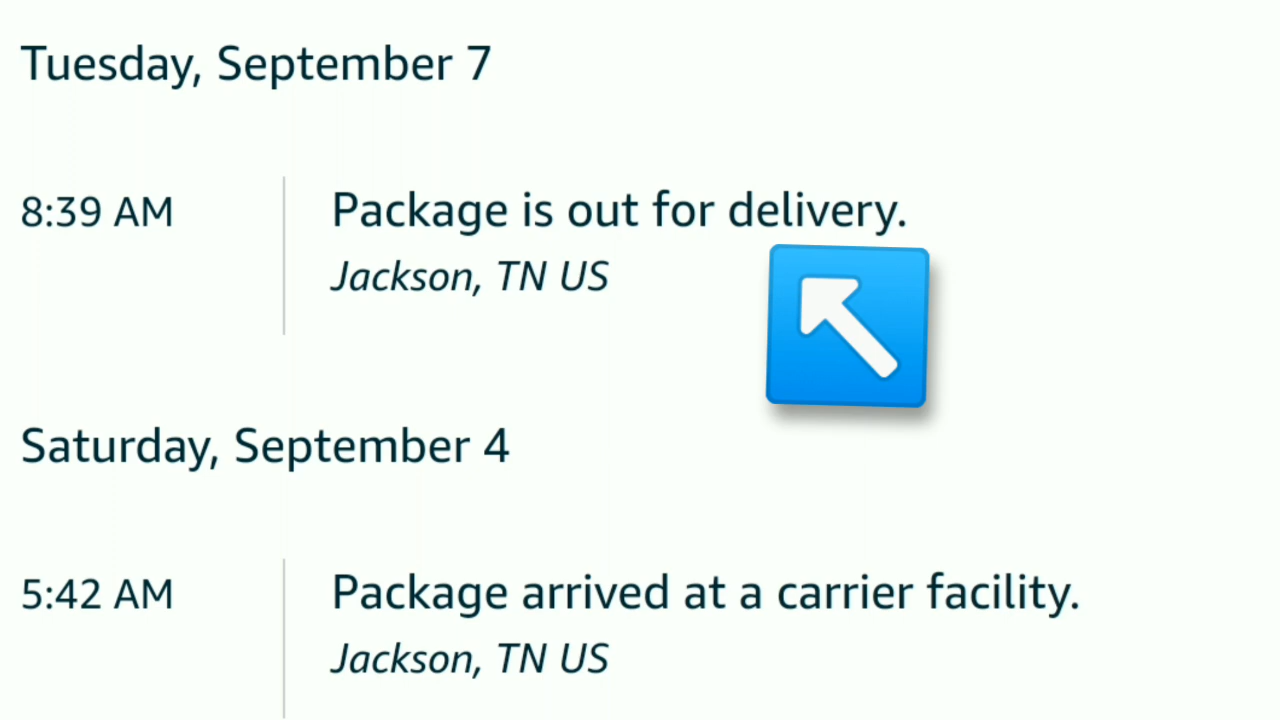 Tuesday, September 7
8:39 AM
Package is out for delivery.
Jackson, TN US
Saturday, September 4
5:42 AM
Package arrived at a carrier facility.
Jackson, TN US